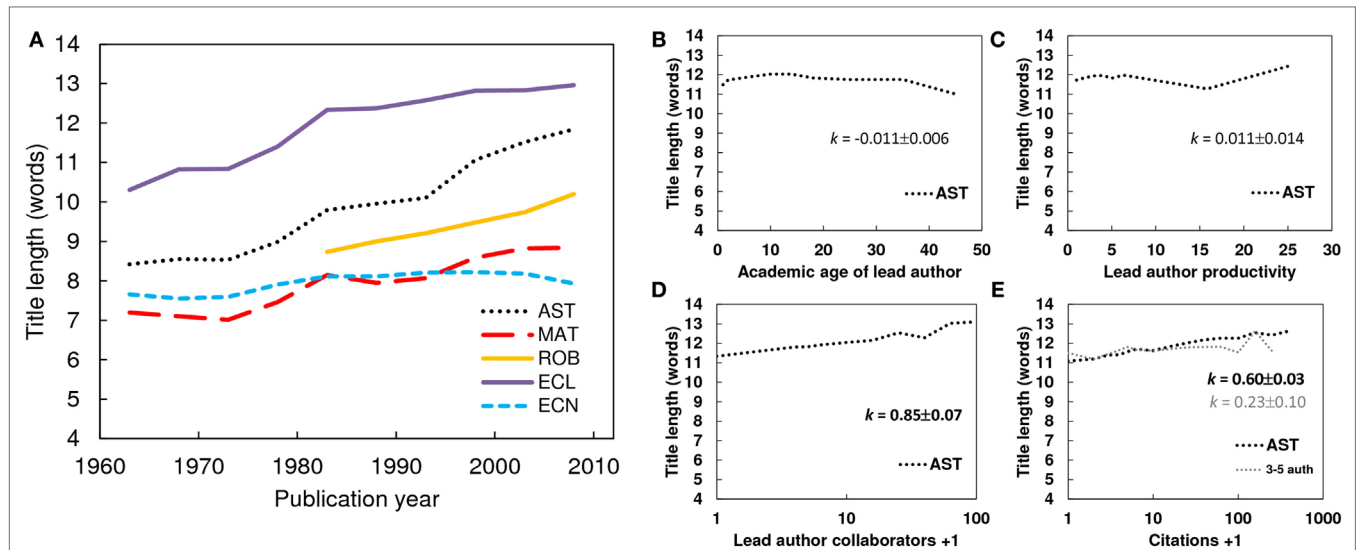 A
Title length (words)
14
13
12
11
10
9
8
7
6
5
4
1960 1970 1980 1990 2000 2010
Publication year
AST
MAT
ROB
ECL
ECN
B
Title length (words)
14
13
12
11
10
9
8
7
6
5
4
k = -0.011±0.006
AST
0 10 20 30 40 50
Academic age of lead author
C
Title length (words)
14
13
12
11
10
9
8
7
6
5
4
k = 0.011±0.014
AST
0 5 10 15 20 25 30
Lead author productivity
D
Title length (words)
14
13
12
11
10
9
8
7
6
5
4
k = 0.85±0.07
AST
1 10 100
Lead author collaborators +1
E
Title length (words)
14
13
12
11
10
9
8
7
6
5
4
k = 0.60±0.03
k = 0.23±0.10
AST
3-5 auth
1 10 100 1000
Citations +1